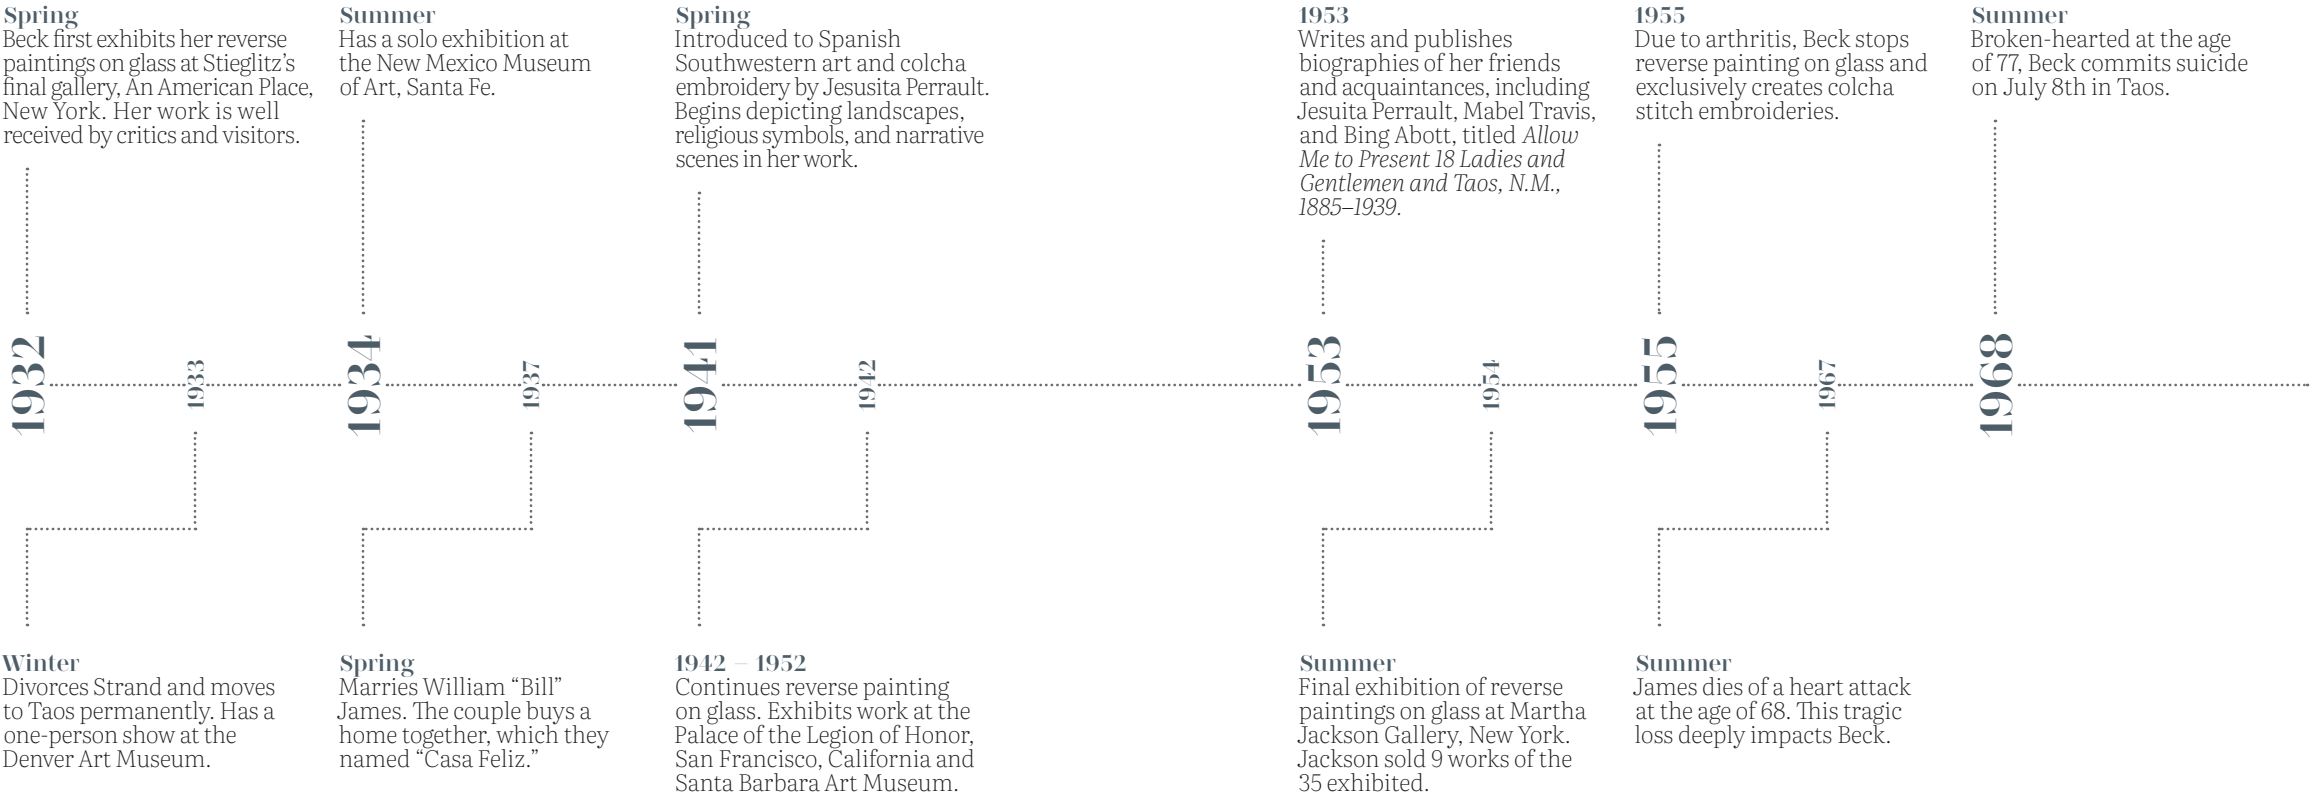 Spring
Beck first exhibits her reverse
paintings on glass at Stieglitz’s
final gallery, An American Place,
New York. Her work is well
received by critics and visitors.
Summer
Has a solo exhibition at
the New Mexico Museum
of Art, Santa Fe.
Spring
Introduced to Spanish
Southwestern art and colcha
embroidery by Jesusita Perrault.
Begins depicting landscapes,
religious symbols, and narrative
scenes in her work.
1953
Writes and publishes
biographies of her friends
and acquaintances, including
Jesuita Perrault, Mabel Travis,
and Bing Abott, titled Allow
Me to Present 18 Ladies and
Gentlemen and Taos, N.M.,
1885–1939.
1955
Due to arthritis, Beck stops
reverse painting on glass and
exclusively creates colcha
stitch embroideries.
Summer
Broken-hearted at the age
of 77, Beck commits suicide
on July 8th in Taos.
1932
1933
1934
1937
1941
1942
1953
1954
1955
1967
1968
Winter
Divorces Strand and moves
to Taos permanently. Has a
one-person show at the
Denver Art Museum.
Spring
Marries William “Bill”
James. The couple buys a
home together, which they
named “Casa Feliz.”
1942 – 1952
Continues reverse painting
on glass. Exhibits work at the
Palace of the Legion of Honor,
San Francisco, California and
Santa Barbara Art Museum.
Summer
Final exhibition of reverse
paintings on glass at Martha
Jackson Gallery, New York.
Jackson sold 9 works of the
35 exhibited.
Summer
James dies of a heart attack
at the age of 68. This tragic
loss deeply impacts Beck.